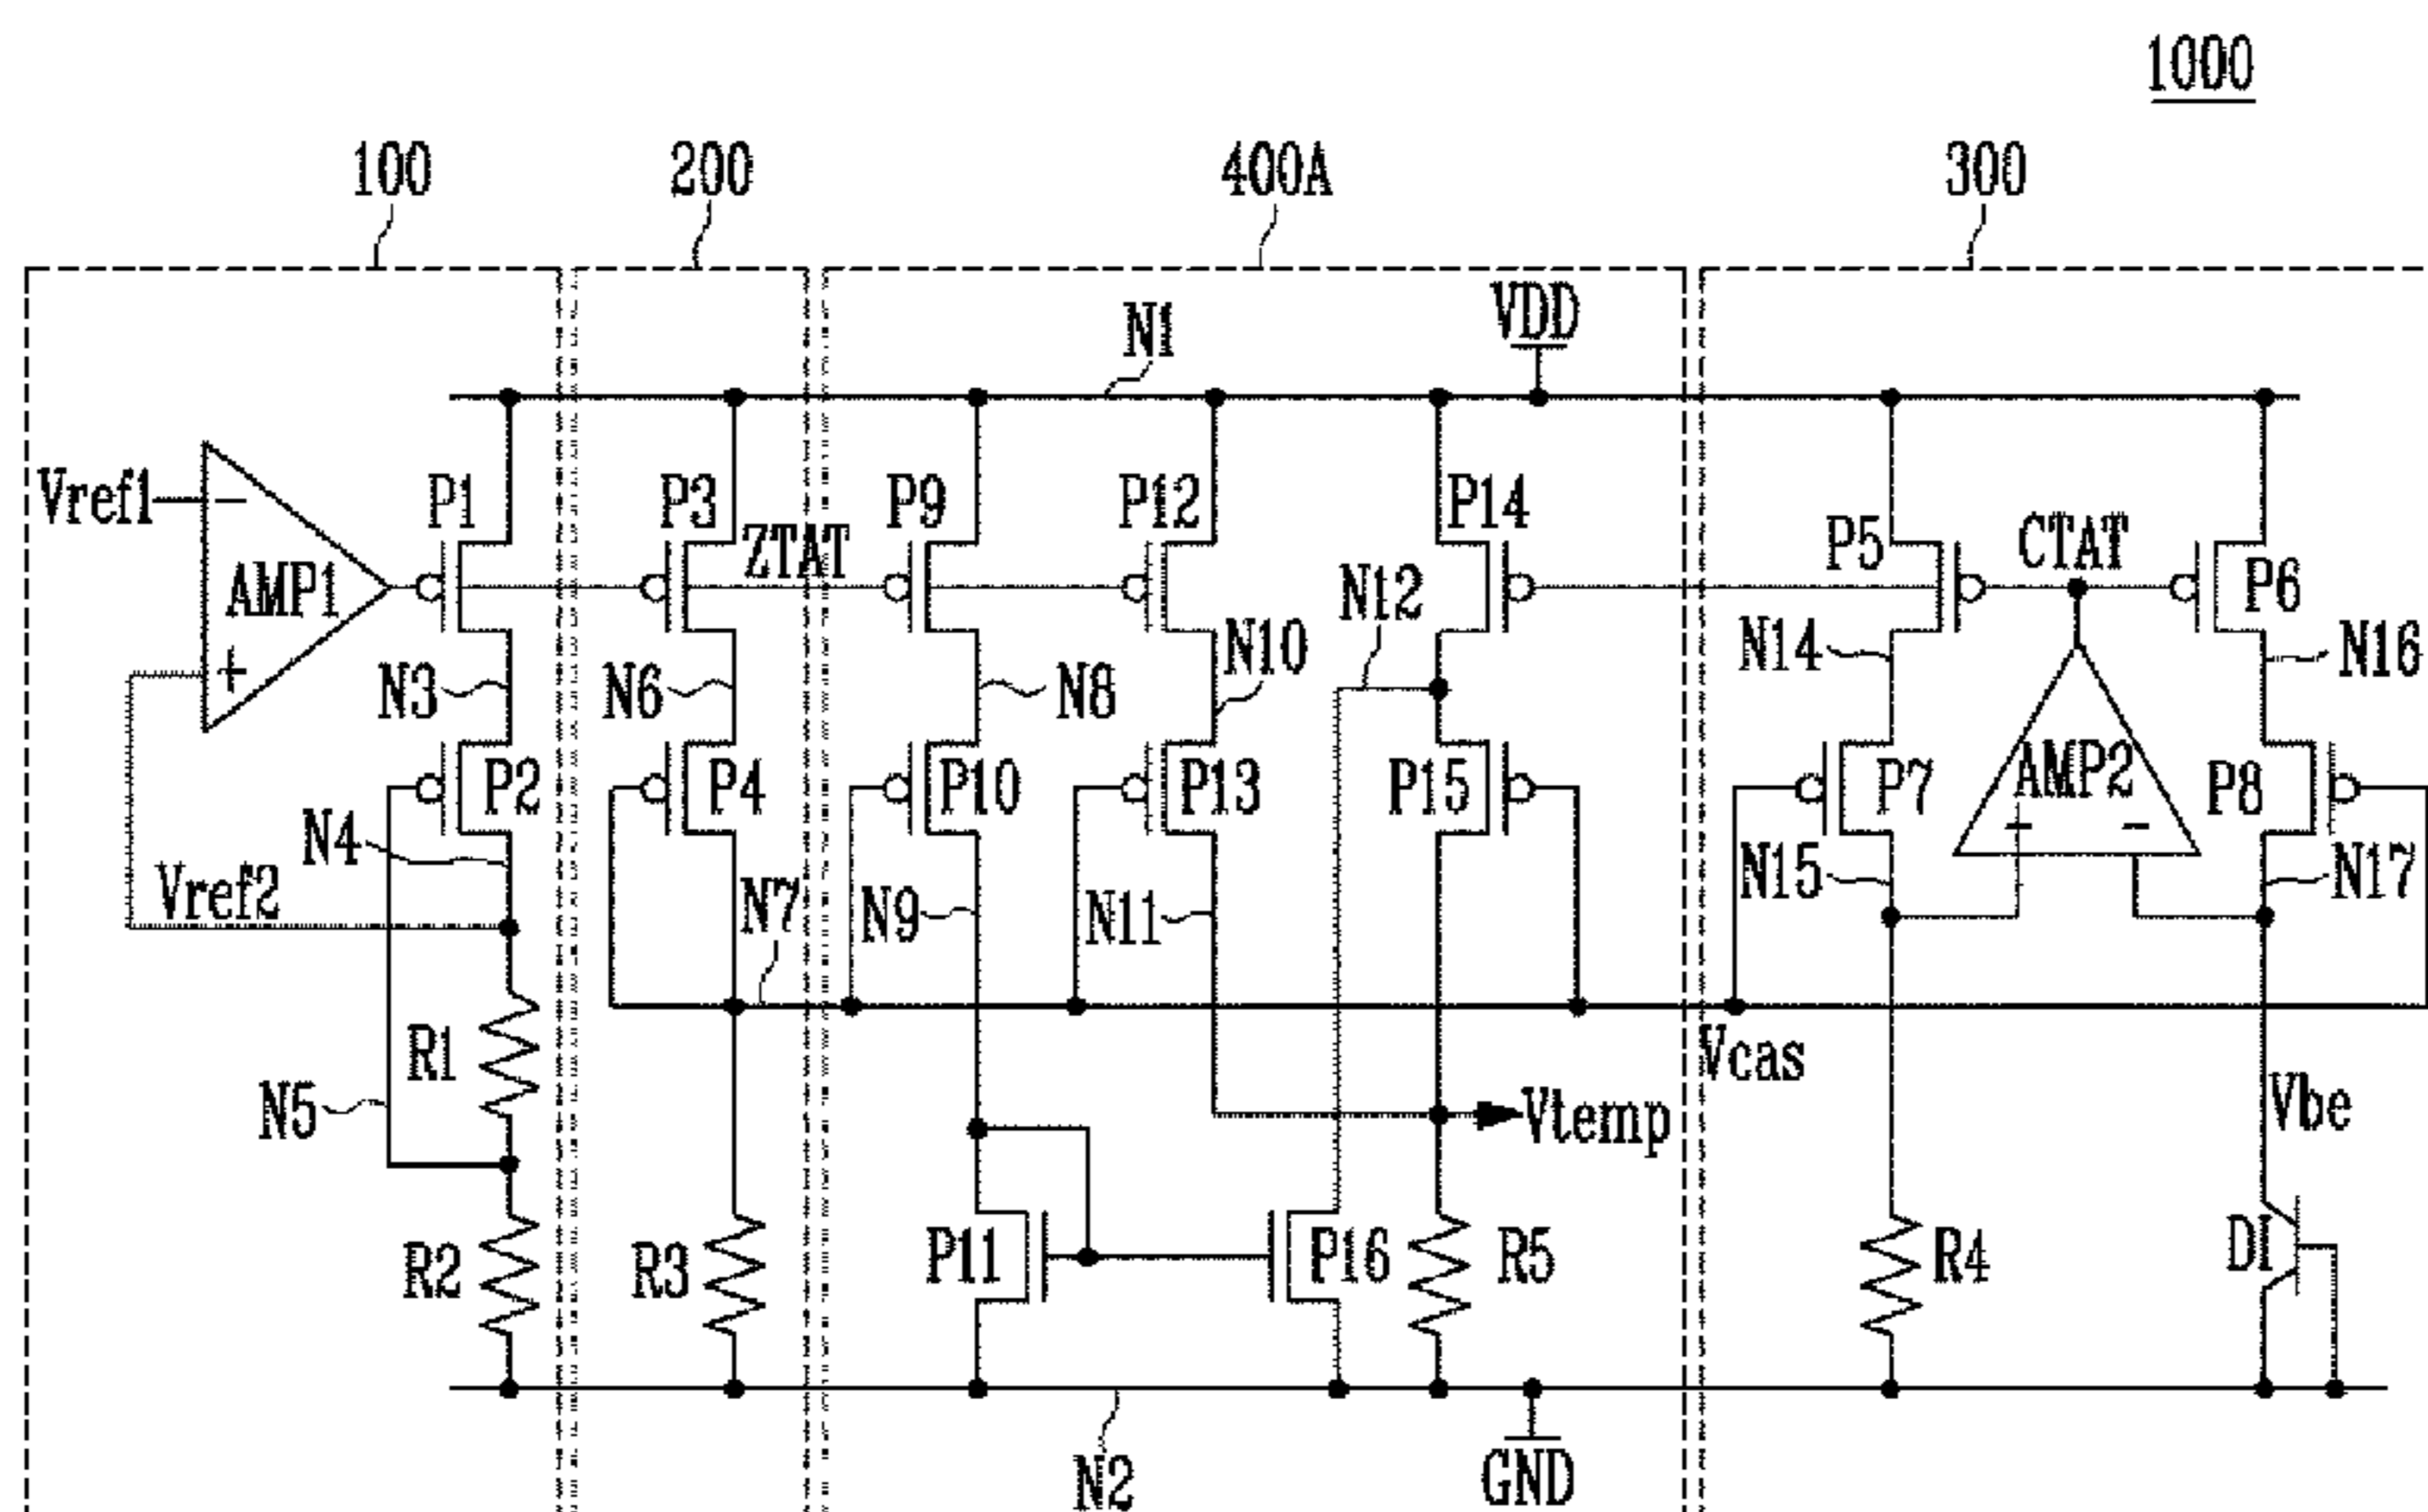 1000
100
200
400A
300
VDD
N1
Vref1
AMP1
P1
P3
ZTAT
P9
P12
P14
P5
CTAT
P6
N12
N3
N6
N8
N10
N14
N16
P2
P4
P10
P13
P15
P7
AMP2
P8
N4
Vref2
N7
N9
N11
N15
N17
R1
N5
Vcas
Vtemp
Vbe
R2
R3
P11
P16
R5
R4
DI
N2
GND